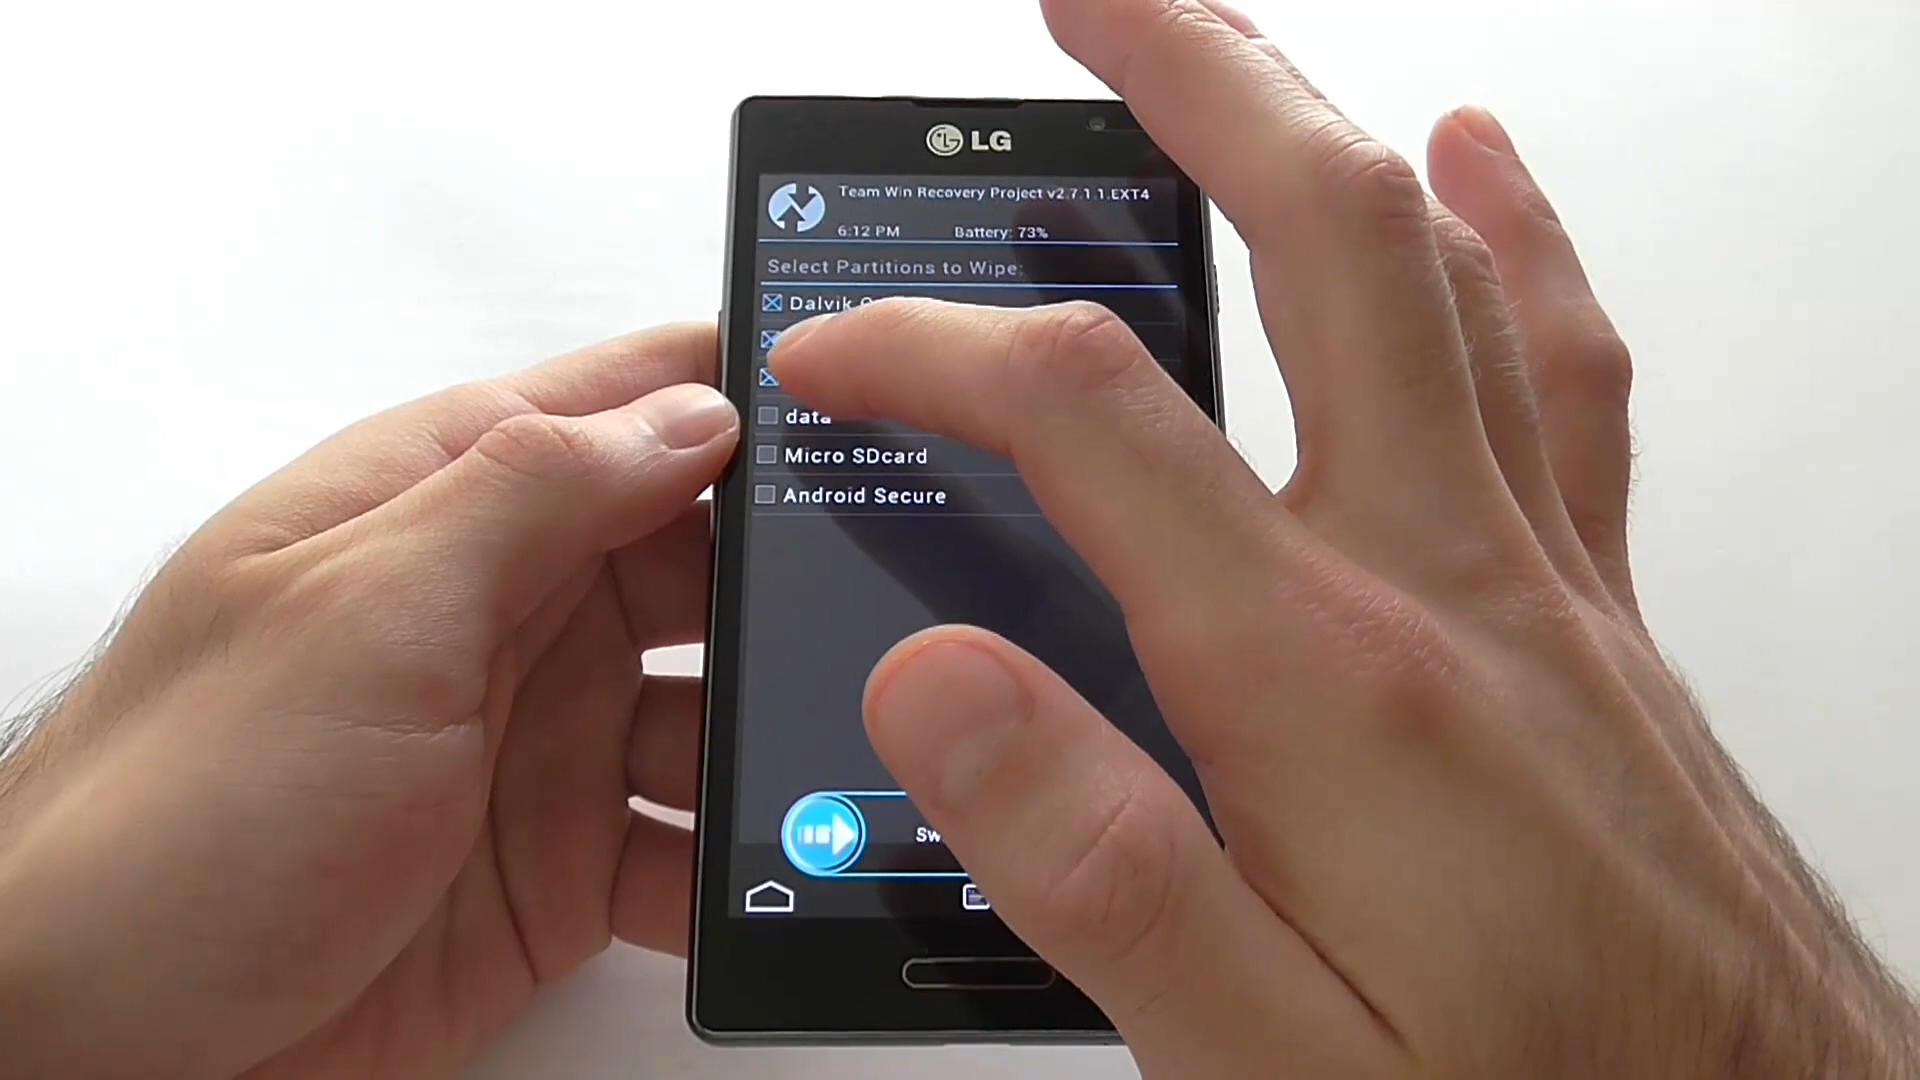 LG
Team Win Recovery Project v2.7.1.1.EXT4
6:12 PM Battery: 73%
Select Partitions to Wipe:
Dalvik
data
Micro SDcard
Android Secure